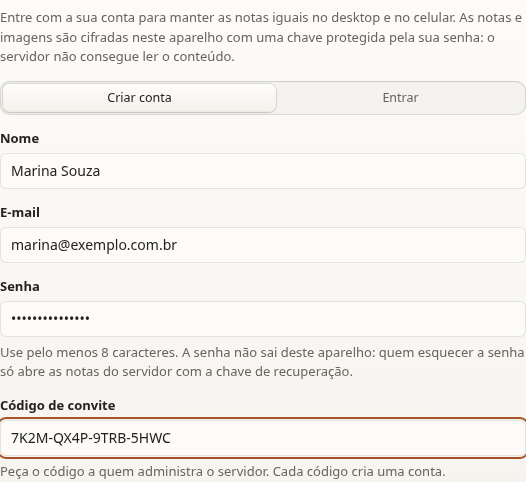 Entre com a sua conta para manter as notas iguais no desktop e no celular. As notas e
imagens são cifradas neste aparelho com uma chave protegida pela sua senha: o
servidor não consegue ler o conteúdo.
Criar conta
Entrar
Nome
Marina Souza
E-mail
marina@exemplo.com.br
Senha
•••••••••••••••
Use pelo menos 8 caracteres. A senha não sai deste aparelho: quem esquecer a senha
só abre as notas do servidor com a chave de recuperação.
Código de convite
7K2M-QX4P-9TRB-5HWC
Peça o código a quem administra o servidor. Cada código cria uma conta.